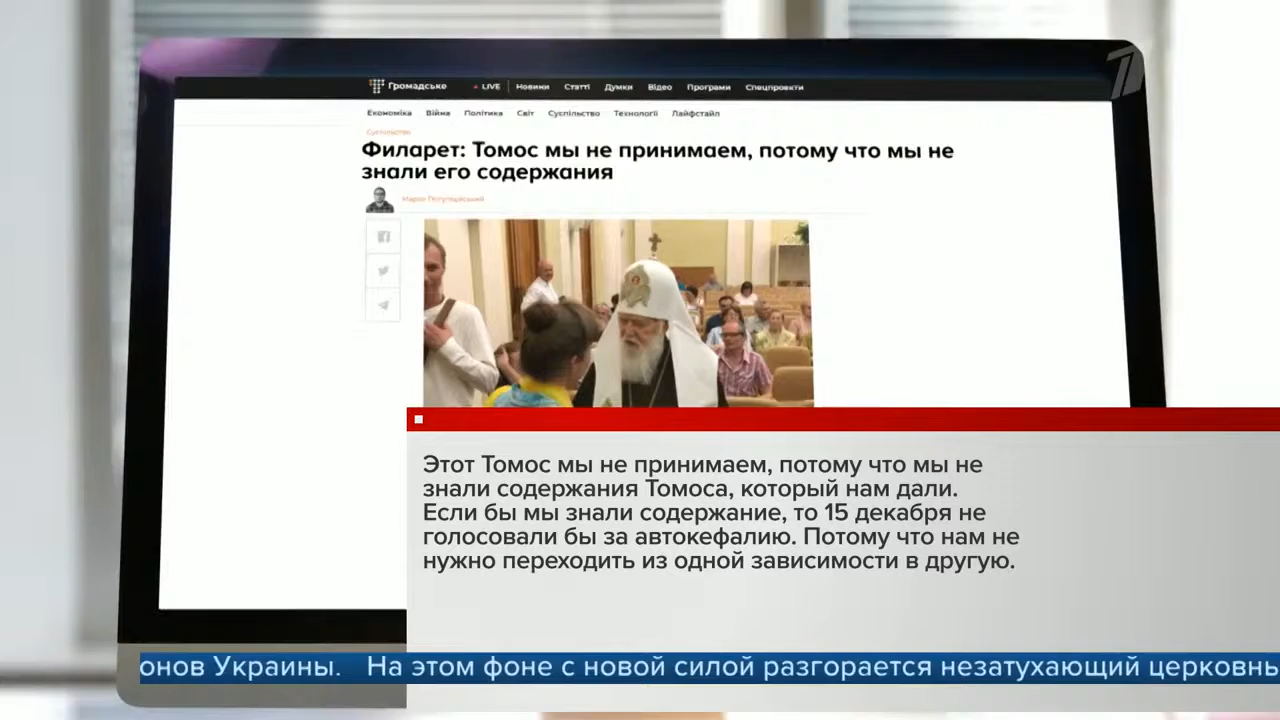 Громадське
LIVE Новини Статті Думки Відео Програми Спецпроекти
Економіка Війна Політика Світ Суспільство Технології Лайфстайл
Суспільство
Филарет: Томос мы не принимаем, потому что мы не
знали его содержания
Этот Томос мы не принимаем, потому что мы не
знали содержания Томоса, который нам дали.
Если бы мы знали содержание, то 15 декабря не
голосовали бы за автокефалию. Потому что нам не
нужно переходить из одной зависимости в другую.
онов Украины. На этом фоне с новой силой разгорается незатухающий церковнь